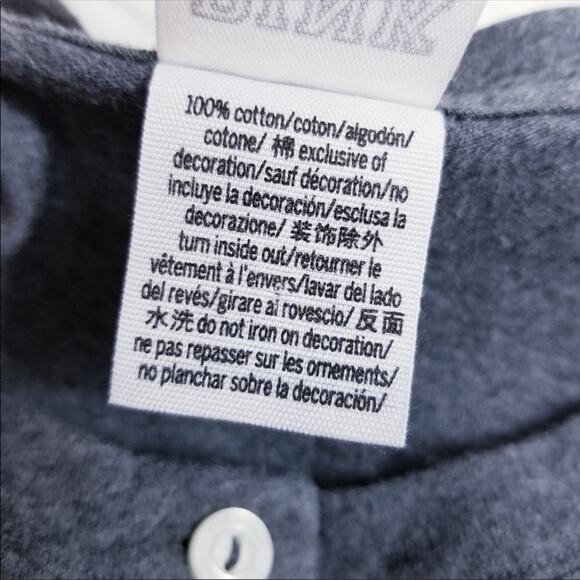 PINK
100% cotton/coton/algodón/
cotone/ 棉 exclusive of
decoration/sauf décoration/no
incluye la decoración/esclusa la
decorazione/ 装饰除外
turn inside out/retourner le
vêtement à l'envers/lavar del lado
del revés/girare al rovescio/ 反面
水洗 do not iron on decoration/
ne pas repasser sur les ornements/
no planchar sobre la decoración/